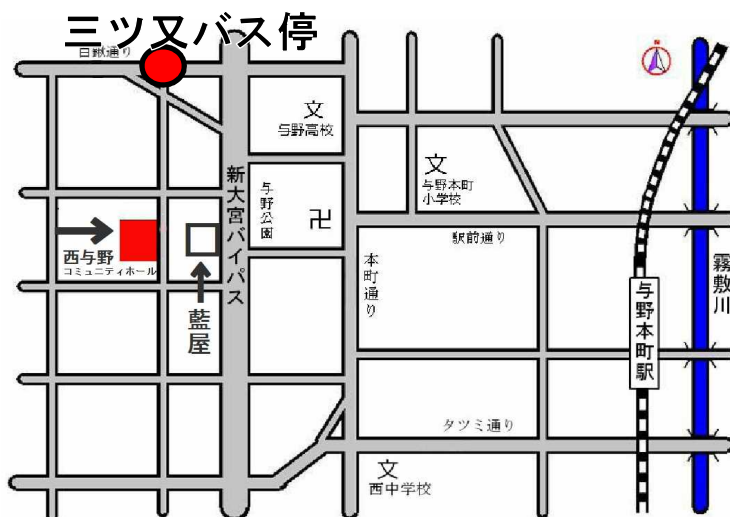 三ツ又バス停
日獣通り
N
文
与野高校
文
与野本町
小学校
新大宮バイパス
与野公園
卍
駅前通り
西与野
コミュニティホール
藍屋
本町通り
霧敷川
与野本町駅
タツミ通り
文
西中学校